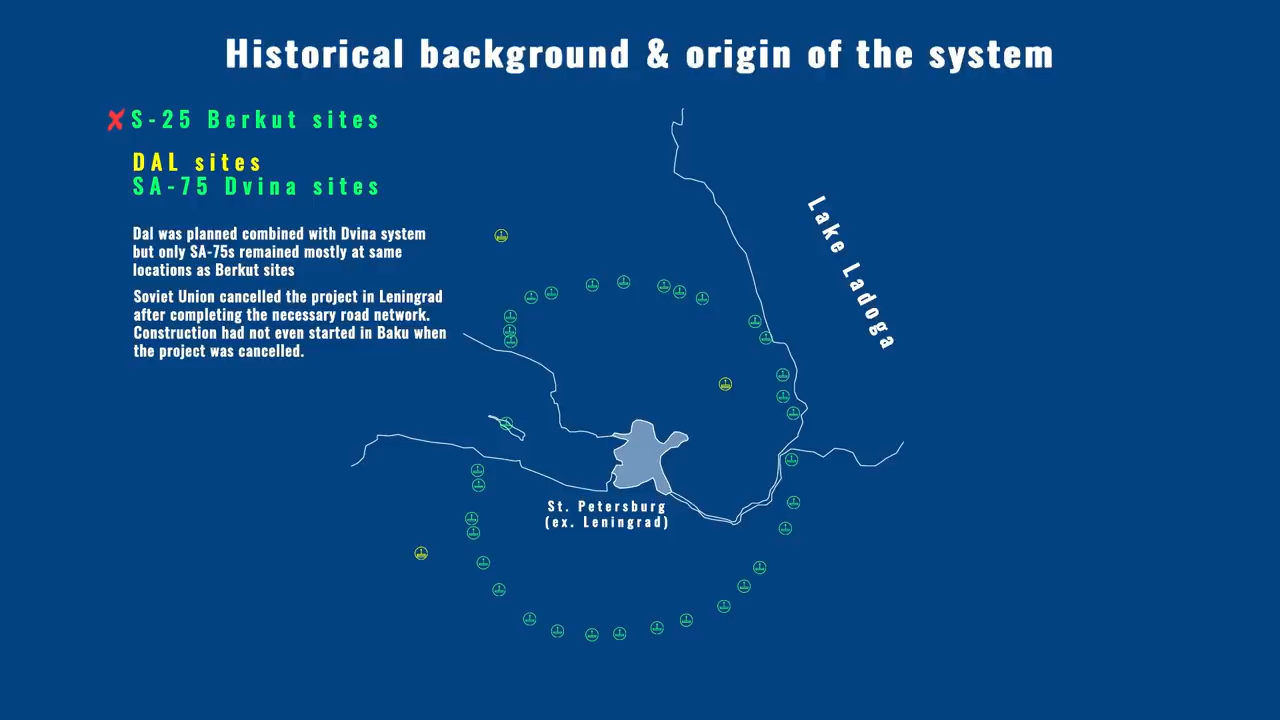 Historical background & origin of the system
S-25 Berkut sites
DAL sites
SA-75 Dvina sites
Dal was planned combined with Dvina system
but only SA-75s remained mostly at same
locations as Berkut sites
Soviet Union cancelled the project in Leningrad
after completing the necessary road network.
Construction had not even started in Baku when
the project was cancelled.
Lake Ladoga
St. Petersburg
(ex. Leningrad)